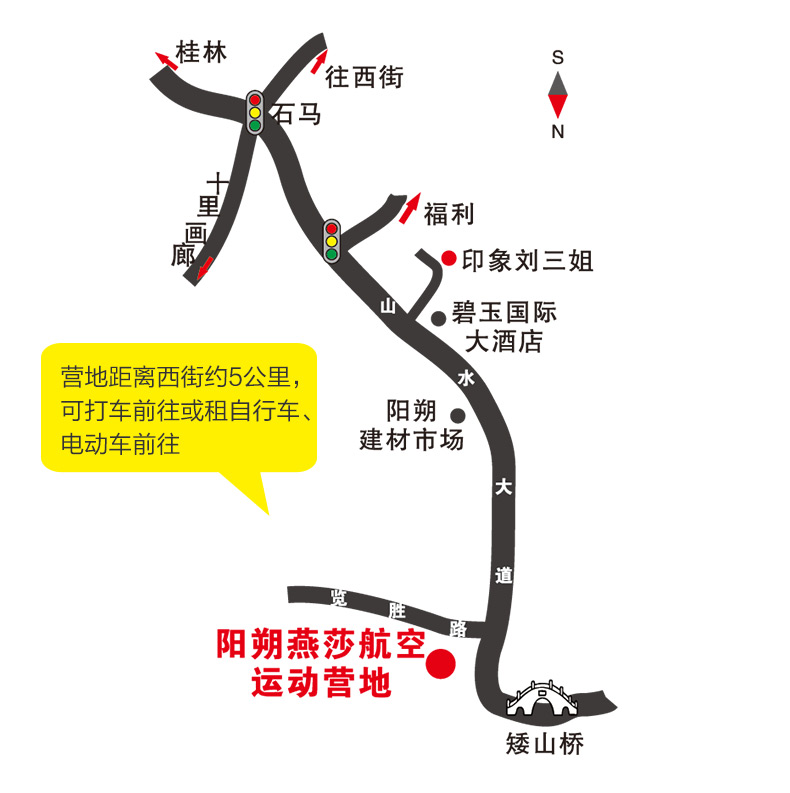 桂林
往西街
石马
S
N
十里画廊
福利
印象刘三姐
碧玉国际
大酒店
山水大道
营地距离西街约5公里，
可打车前往或租自行车、
电动车前往
阳朔
建材市场
览胜路
阳朔燕莎航空
运动营地
矮山桥